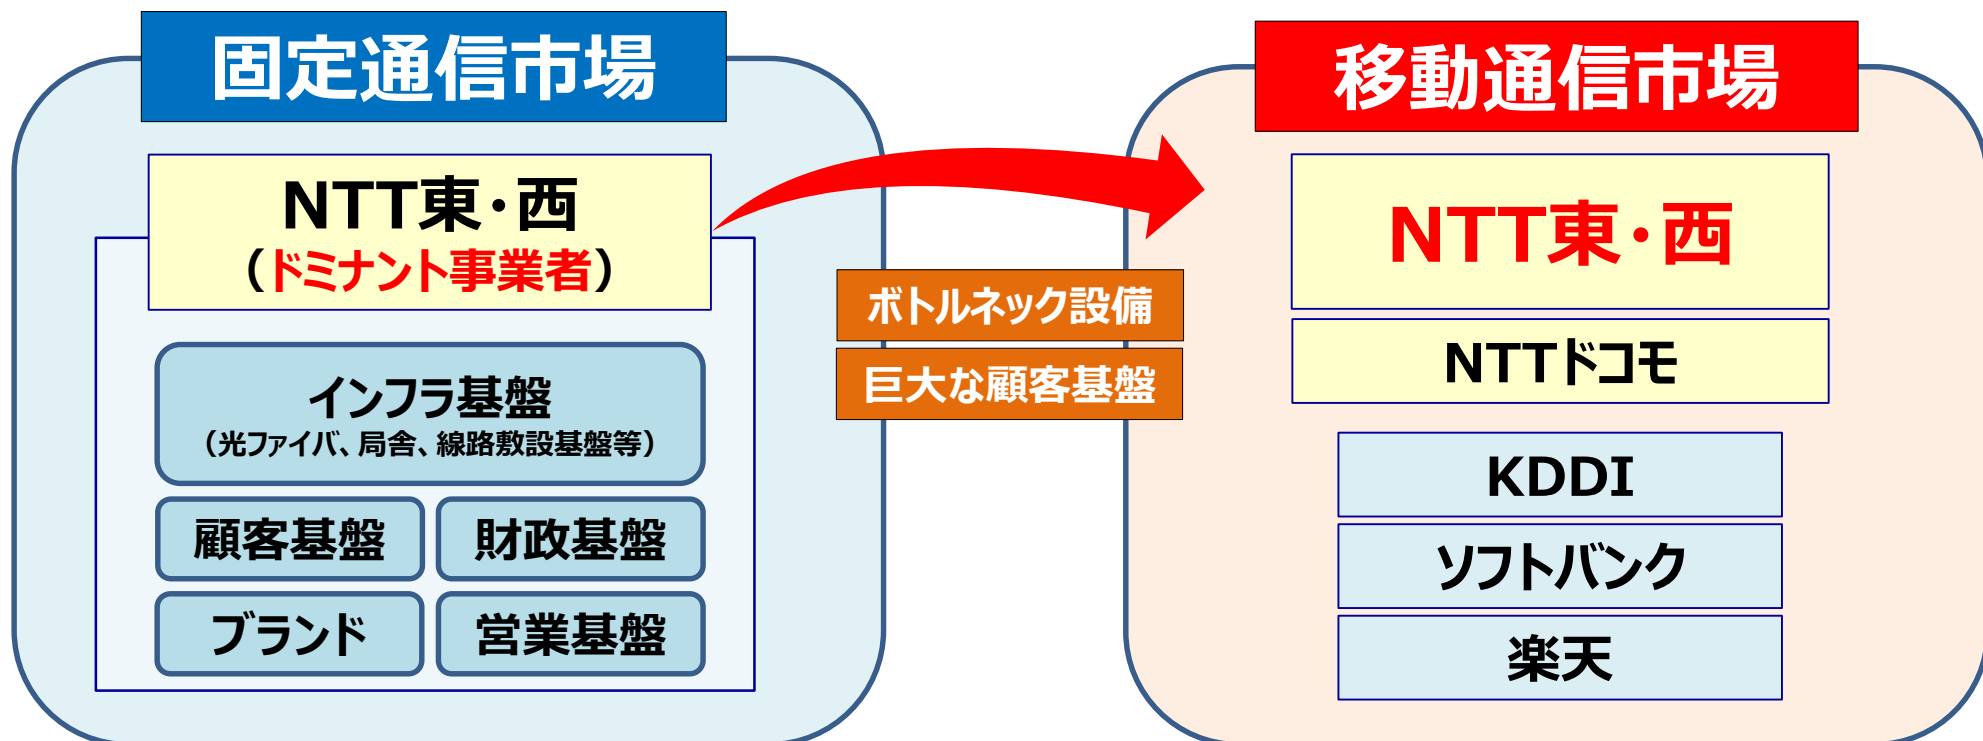 固定通信市場
NTT東・西
（ドミナント事業者）
インフラ基盤
（光ファイバ、局舎、線路敷設基盤等）
顧客基盤
財政基盤
ブランド
営業基盤
ボトルネック設備
巨大な顧客基盤
移動通信市場
NTT東・西
NTTドコモ
KDDI
ソフトバンク
楽天